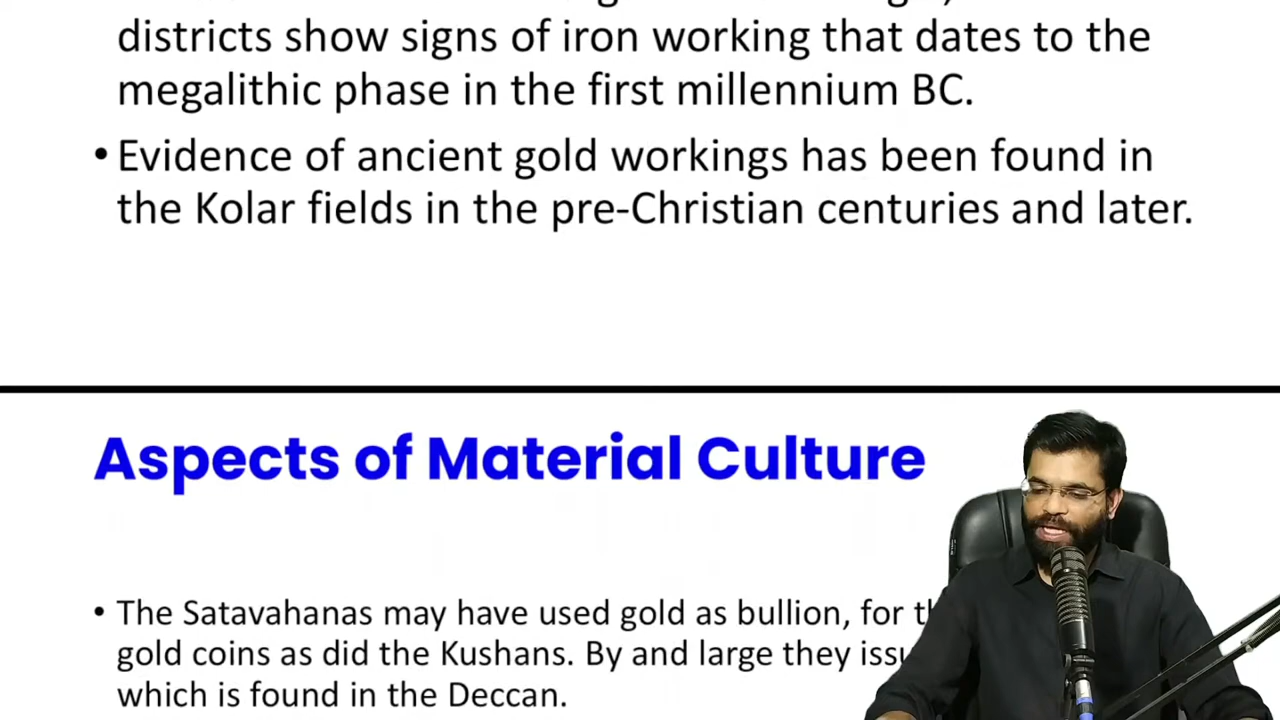 districts show signs of iron working that dates to the
megalithic phase in the first millennium BC.
• Evidence of ancient gold workings has been found in
the Kolar fields in the pre-Christian centuries and later.
Aspects of Material Culture
• The Satavahanas may have used gold as bullion, for
gold coins as did the Kushans. By and large they
which is found in the Deccan.